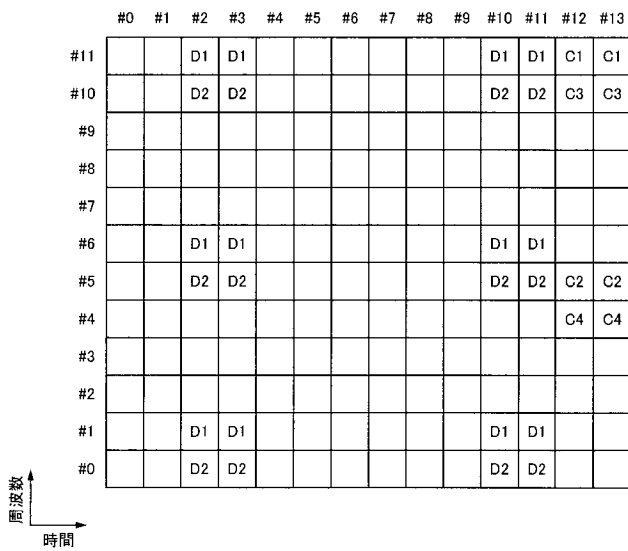 #0 #1 #2 #3 #4 #5 #6 #7 #8 #9 #10 #11 #12 #13
#11 D1 D1 D1 D1 C1 C1
#10 D2 D2 D2 D2 C3 C3
#9
#8
#7
#6 D1 D1 D1 D1
#5 D2 D2 D2 D2 C2 C2
#4 C4 C4
#3
#2
#1 D1 D1 D1 D1
#0 D2 D2 D2 D2
周波数
時間